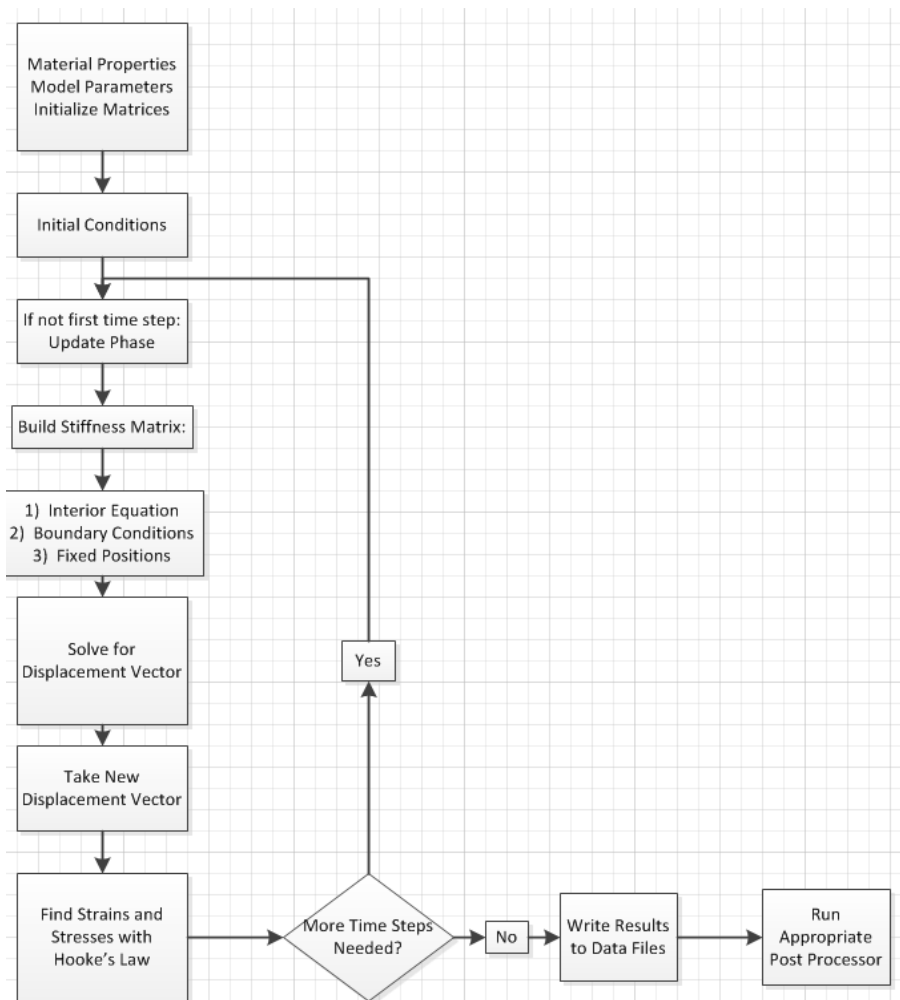 Material Properties
Model Parameters
Initialize Matrices
Initial Conditions
If not first time step:
Update Phase
Build Stiffness Matrix:
1) Interior Equation
2) Boundary Conditions
3) Fixed Positions
Solve for
Displacement Vector
Yes
Take New
Displacement Vector
Find Strains and
Stresses with
Hooke's Law
More Time Steps
Needed?
No
Write Results
to Data Files
Run
Appropriate
Post Processor